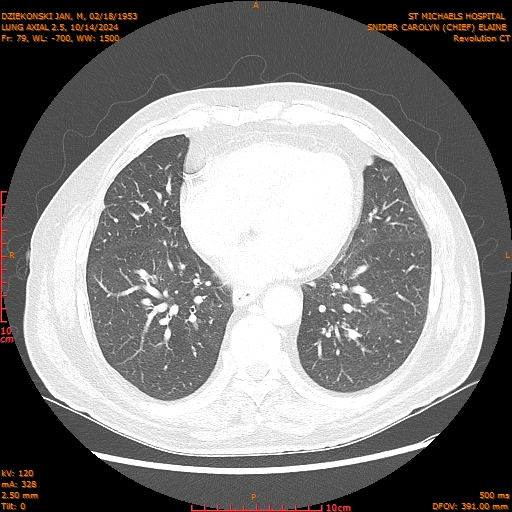 DZIEKONSKI JAN, M, 02/18/1953
LUNG AXIAL 2.5, 10/14/2024
Fr: 79, WL: -700, WW: 1500
ST MICHAELS HOSPITAL
SNIDER CAROLYN (CHIEF) ELAINE
Revolution CT
A
R
L
10
cm
P
10cm
kV: 120
mA: 328
2.50 mm
Tilt: 0
500 ms
DFOV: 391.00 mm